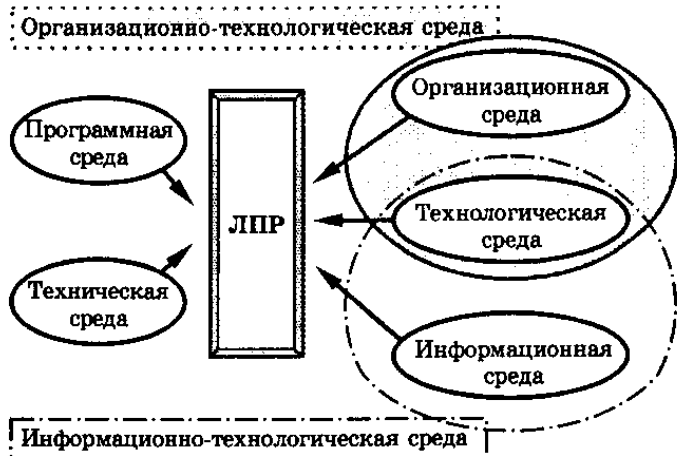 Организационно-технологическая среда
Организационная
среда
Программная
среда
ЛПР
Технологическая
среда
Техническая
среда
Информационная
среда
Информационно-технологическая среда